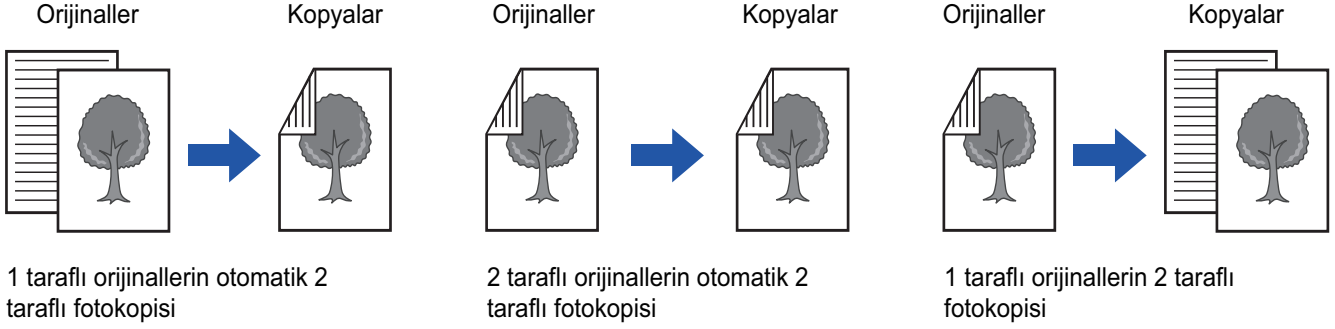 Orijinaller
Kopyalar
Orijinaller
Kopyalar
Orijinaller
Kopyalar
1 taraflı orijinallerin otomatik 2
taraflı fotokopisi
2 taraflı orijinallerin otomatik 2
taraflı fotokopisi
1 taraflı orijinallerin 2 taraflı
fotokopisi